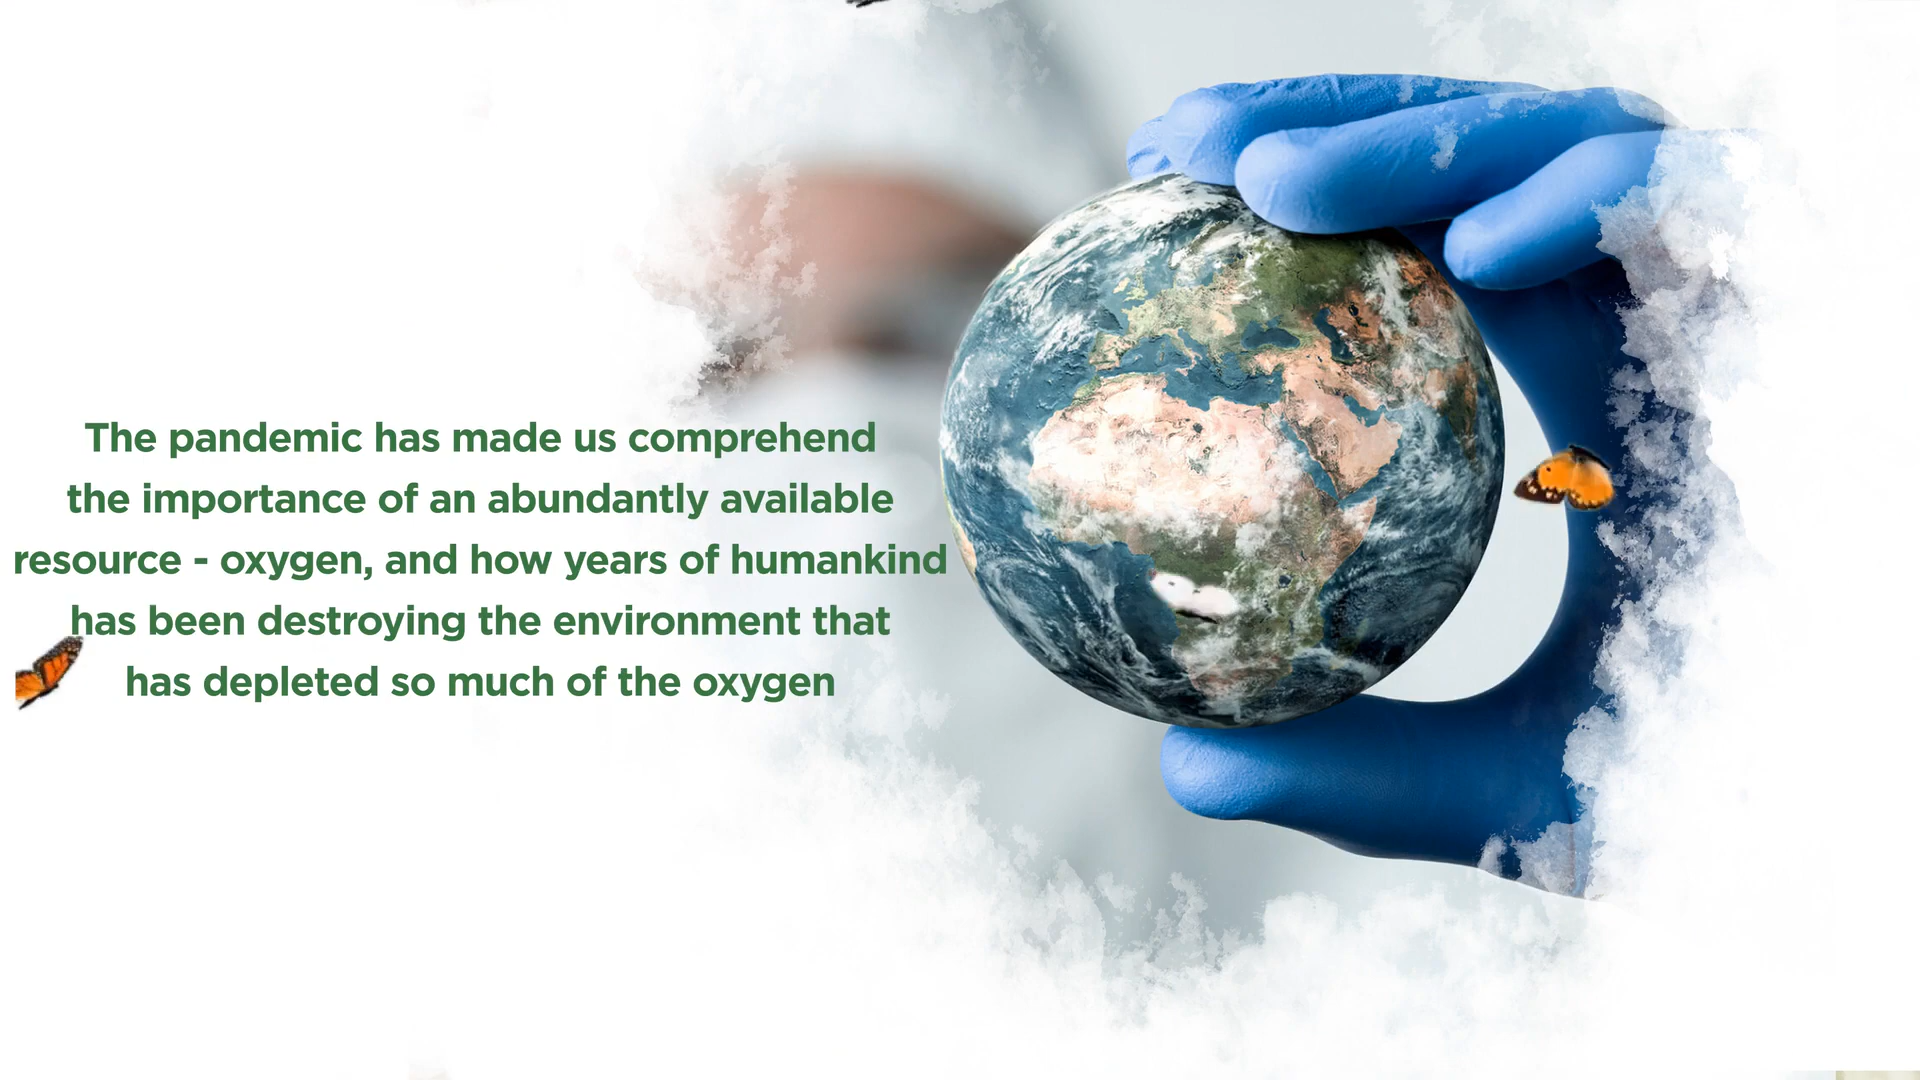 The pandemic has made us comprehend
the importance of an abundantly available
resource - oxygen, and how years of humankind
has been destroying the environment that
has depleted so much of the oxygen